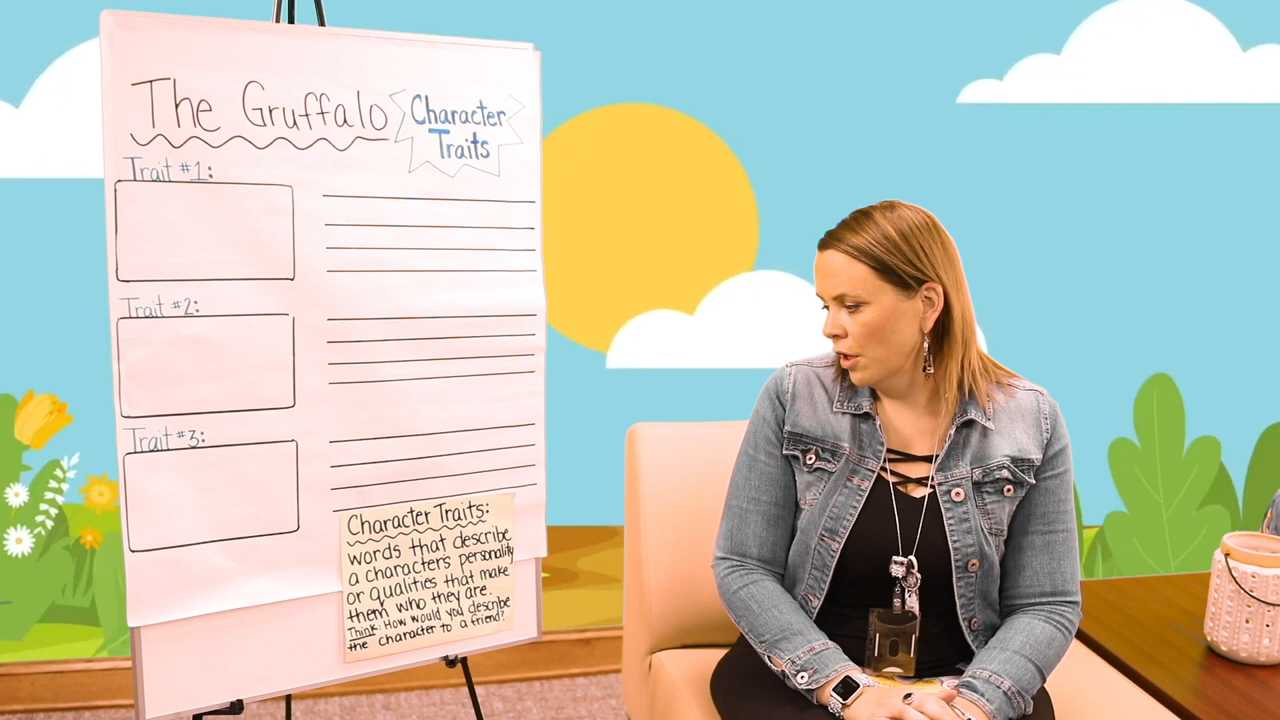 The Gruffalo
Character
Traits
Trait #1:
Trait #2:
Trait #3:
Character Traits:
words that describe
a characters personality
or qualities that make
them who they are.
Think: How would you describe
the character to a friend?